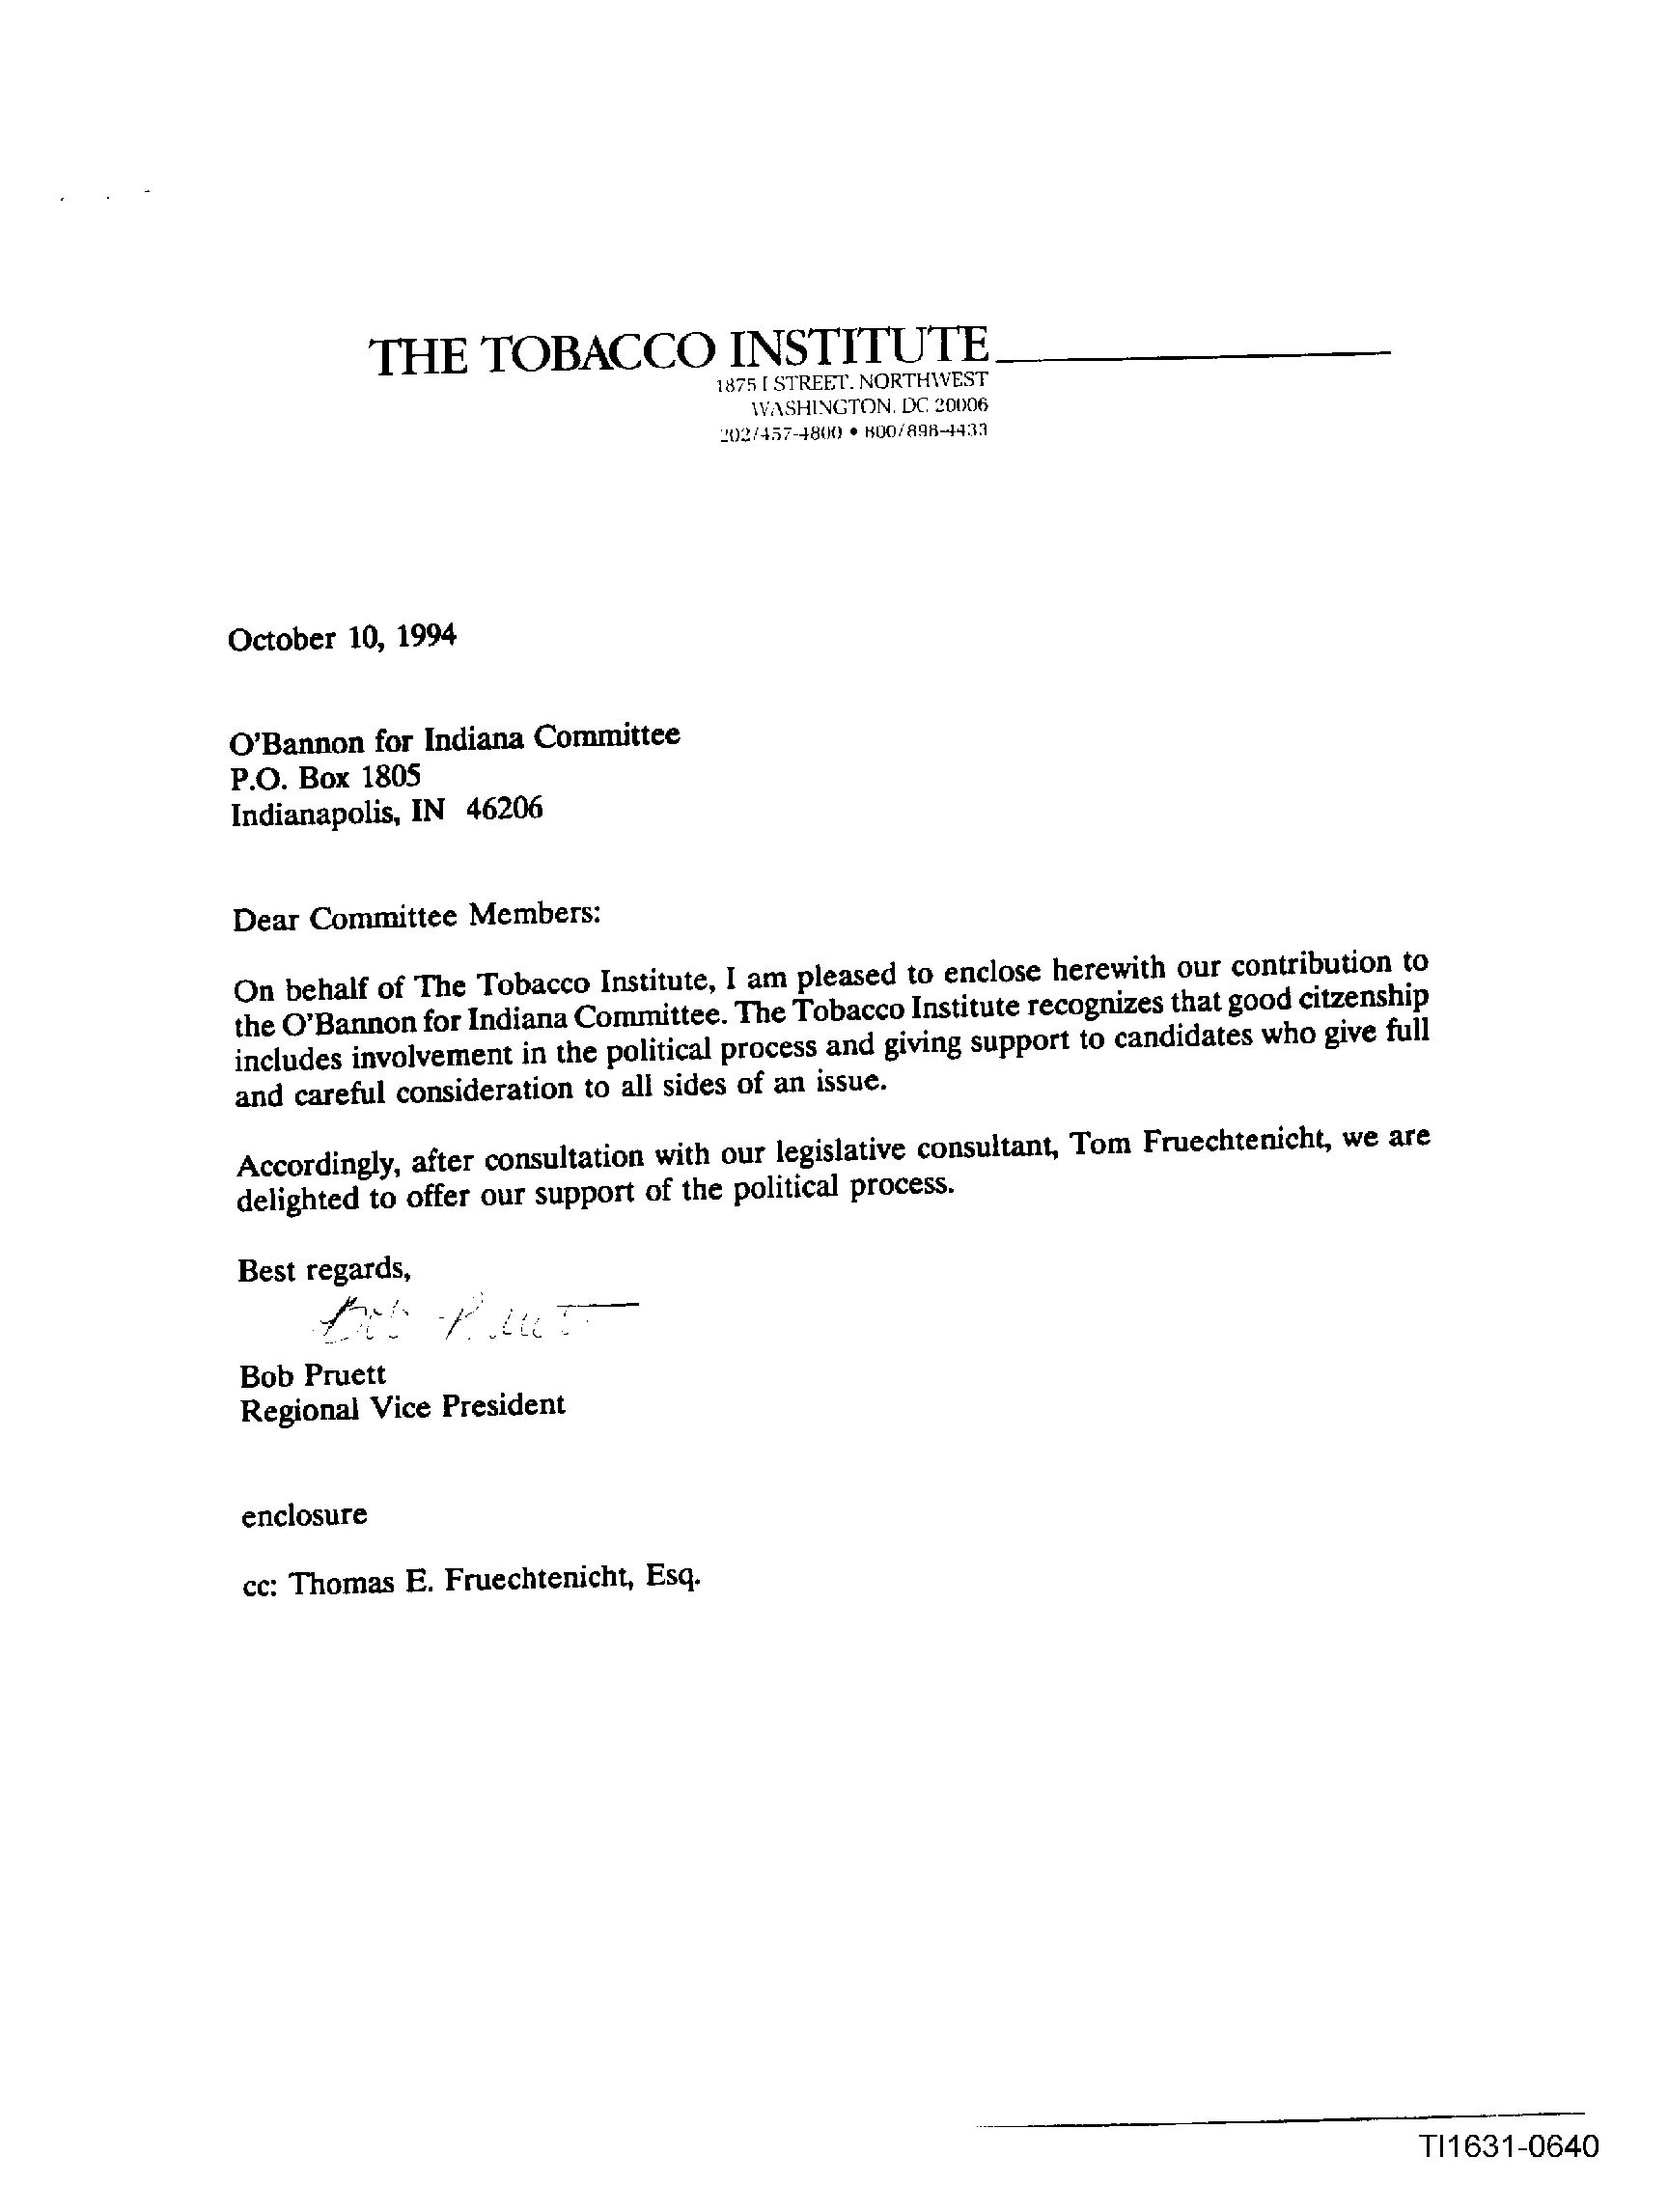 THE TOBACCO INSTITUTE
1875 I STREET, NORTHWEST
WASHINGTON, DC 20006
202/457-4800 • 800/898-4433
October 10, 1994
O'Bannon for Indiana Committee
P.O. Box 1805
Indianapolis, IN 46206
Dear Committee Members:
On behalf of The Tobacco Institute, I am pleased to enclose herewith our contribution to
the O'Bannon for Indiana Committee. The Tobacco Institute recognizes that good citzenship
includes involvement in the political process and giving support to candidates who give full
and careful consideration to all sides of an issue.
Accordingly, after consultation with our legislative consultant, Tom Fruechtenicht, we are
delighted to offer our support of the political process.
Best regards,
Bob Pruett
Bob Pruett
Regional Vice President
enclosure
cc: Thomas E. Fruechtenicht, Esq.
TI1631-0640